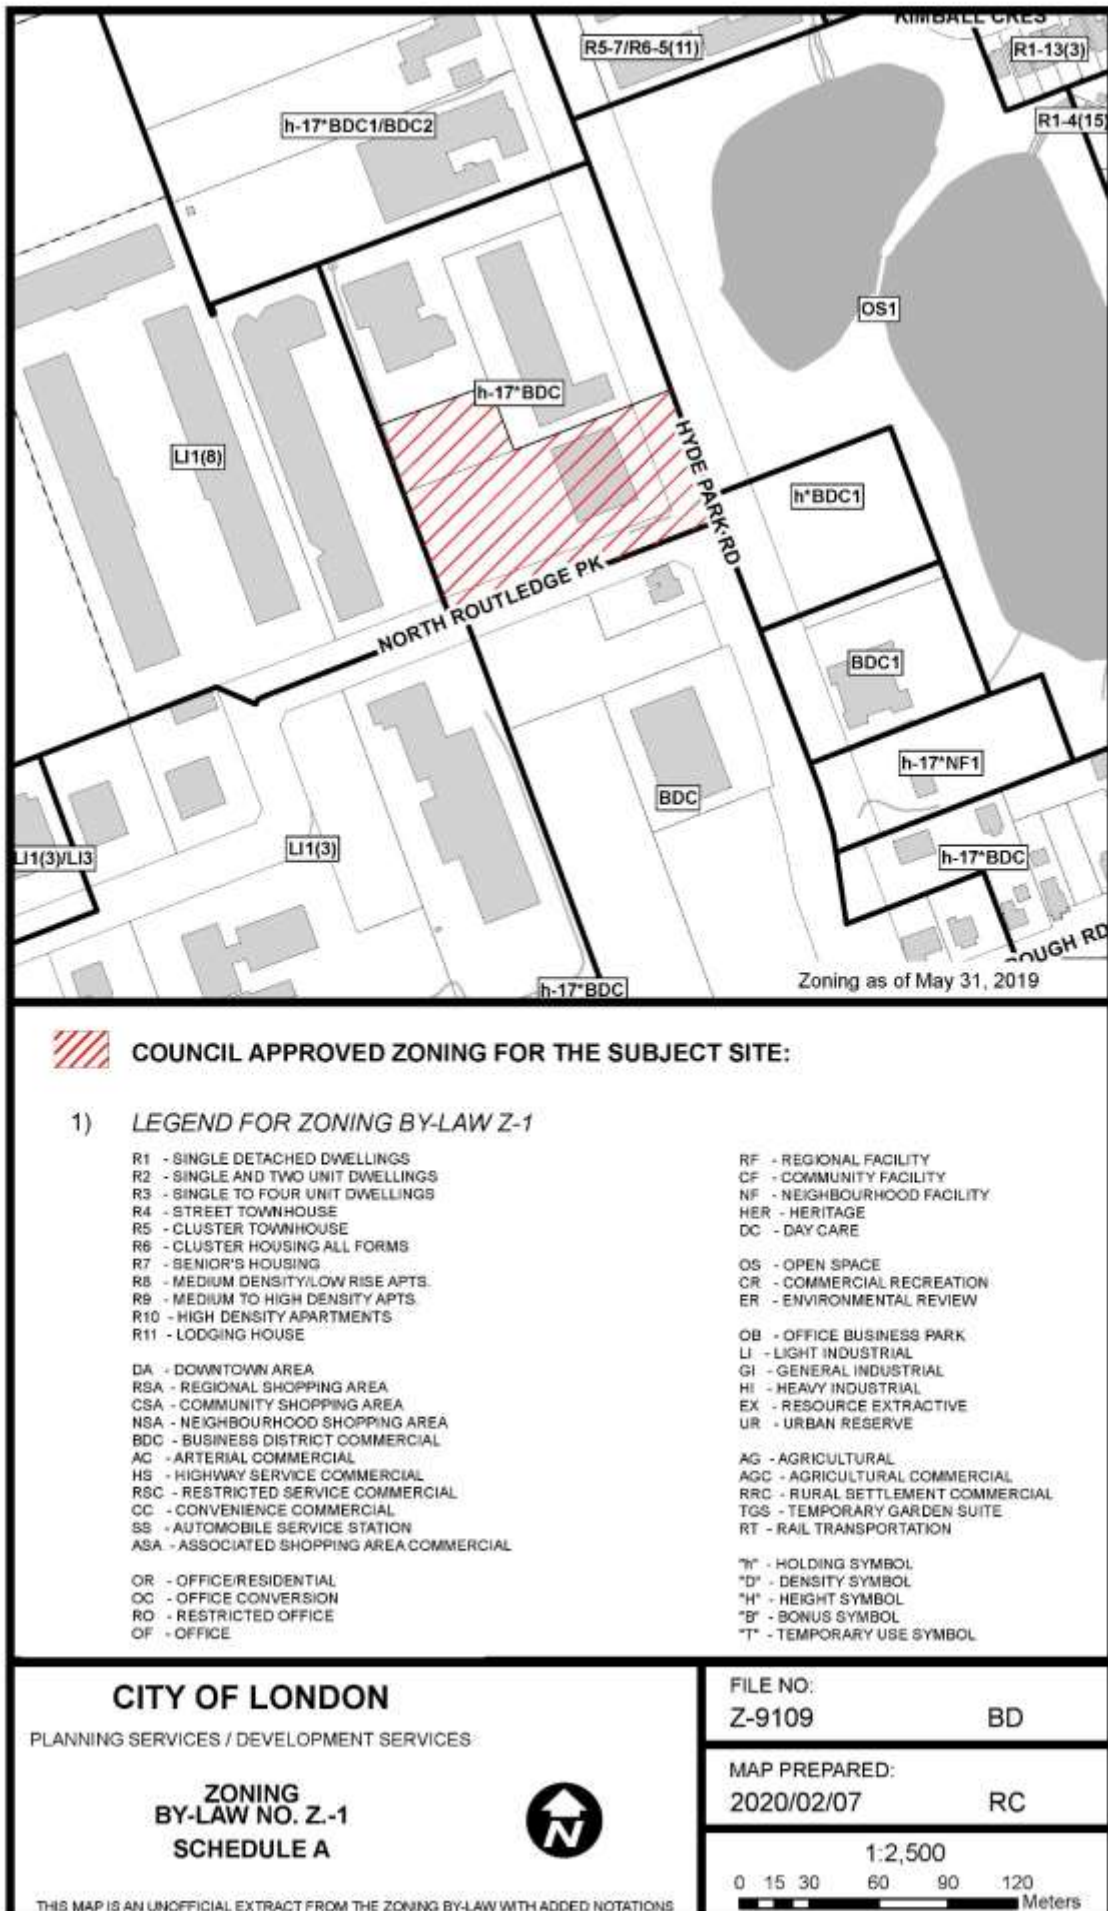 KIMBALL CRES
R5-7/R6-5(11)
R1-13(3)
h-17*BDC1/BDC2
R1-4(15)
OS1
h-17*BDC
LI1(8)
HYDE PARK RD
h*BDC1
NORTH ROUTLEDGE PK
BDC1
h-17*NF1
BDC
LI1(3)/LI3
LI1(3)
h-17*BDC
OUGH RD
h-17*BDC
Zoning as of May 31, 2019
COUNCIL APPROVED ZONING FOR THE SUBJECT SITE:
1) LEGEND FOR ZONING BY-LAW Z-1
R1 - SINGLE DETACHED DWELLINGS
R2 - SINGLE AND TWO UNIT DWELLINGS
R3 - SINGLE TO FOUR UNIT DWELLINGS
R4 - STREET TOWNHOUSE
R5 - CLUSTER TOWNHOUSE
R6 - CLUSTER HOUSING ALL FORMS
R7 - SENIOR'S HOUSING
R8 - MEDIUM DENSITY/LOW RISE APTS.
R9 - MEDIUM TO HIGH DENSITY APTS.
R10 - HIGH DENSITY APARTMENTS
R11 - LODGING HOUSE
DA - DOWNTOWN AREA
RSA - REGIONAL SHOPPING AREA
CSA - COMMUNITY SHOPPING AREA
NSA - NEIGHBOURHOOD SHOPPING AREA
BDC - BUSINESS DISTRICT COMMERCIAL
AC - ARTERIAL COMMERCIAL
HS - HIGHWAY SERVICE COMMERCIAL
RSC - RESTRICTED SERVICE COMMERCIAL
CC - CONVENIENCE COMMERCIAL
SS - AUTOMOBILE SERVICE STATION
ASA - ASSOCIATED SHOPPING AREA COMMERCIAL
OR - OFFICE/RESIDENTIAL
OC - OFFICE CONVERSION
RO - RESTRICTED OFFICE
OF - OFFICE
RF - REGIONAL FACILITY
CF - COMMUNITY FACILITY
NF - NEIGHBOURHOOD FACILITY
HER - HERITAGE
DC - DAY CARE
OS - OPEN SPACE
CR - COMMERCIAL RECREATION
ER - ENVIRONMENTAL REVIEW
OB - OFFICE BUSINESS PARK
LI - LIGHT INDUSTRIAL
GI - GENERAL INDUSTRIAL
HI - HEAVY INDUSTRIAL
EX - RESOURCE EXTRACTIVE
UR - URBAN RESERVE
AG - AGRICULTURAL
AGC - AGRICULTURAL COMMERCIAL
RRC - RURAL SETTLEMENT COMMERCIAL
TGS - TEMPORARY GARDEN SUITE
RT - RAIL TRANSPORTATION
"h" - HOLDING SYMBOL
"D" - DENSITY SYMBOL
"H" - HEIGHT SYMBOL
"B" - BONUS SYMBOL
"T" - TEMPORARY USE SYMBOL
CITY OF LONDON
PLANNING SERVICES / DEVELOPMENT SERVICES
ZONING
BY-LAW NO. Z.-1
SCHEDULE A
N
THIS MAP IS AN UNOFFICIAL EXTRACT FROM THE ZONING BY-LAW WITH ADDED NOTATIONS
FILE NO:
Z-9109 BD
MAP PREPARED:
2020/02/07 RC
1:2,500
0 15 30 60 90 120
Meters